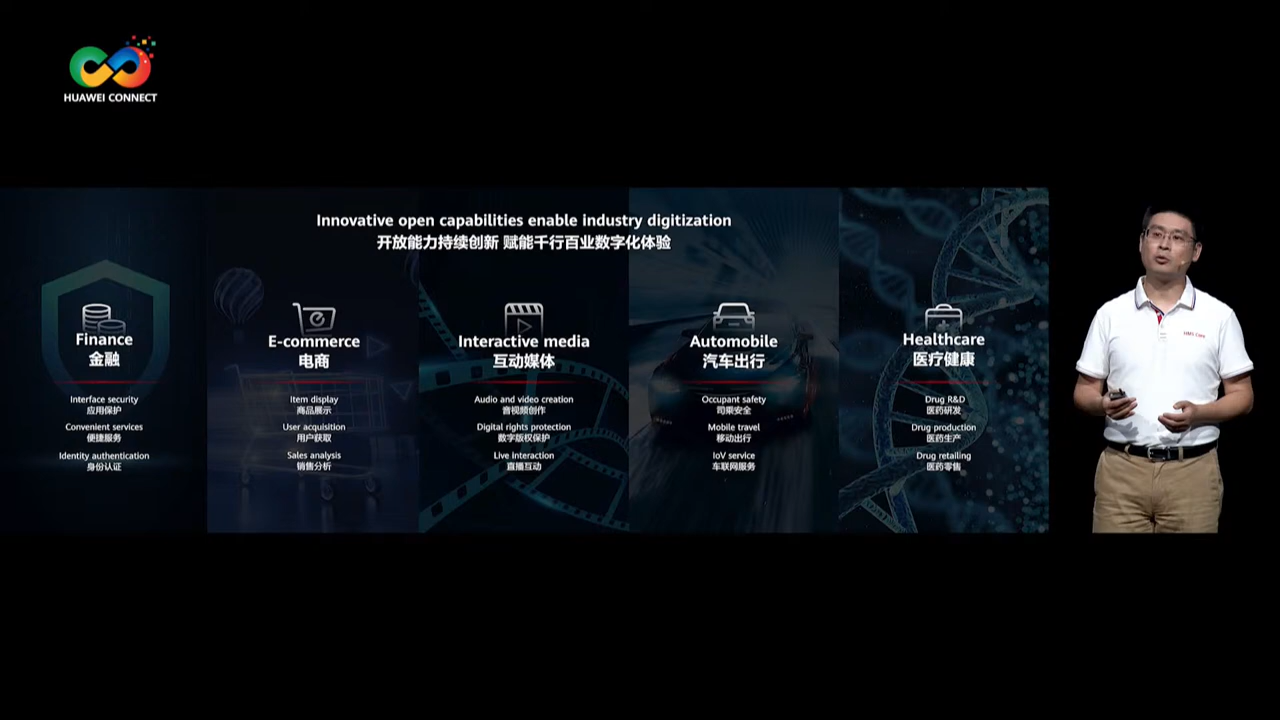 HUAWEI CONNECT
Innovative open capabilities enable industry digitization
开放能力持续创新 赋能千行百业数字化体验
Finance
金融
Interface security
应用保护
Convenient services
便捷服务
Identity authentication
身份认证
E-commerce
电商
Item display
商品展示
User acquisition
用户获取
Sales analysis
销售分析
Interactive media
互动媒体
Audio and video creation
音视频创作
Digital rights protection
数字版权保护
Live interaction
直播互动
Automobile
汽车出行
Occupant safety
司乘安全
Mobile travel
移动出行
IoV service
车联网服务
Healthcare
医疗健康
Drug R&D
医药研发
Drug production
医药生产
Drug retailing
医药零售
HMS Core